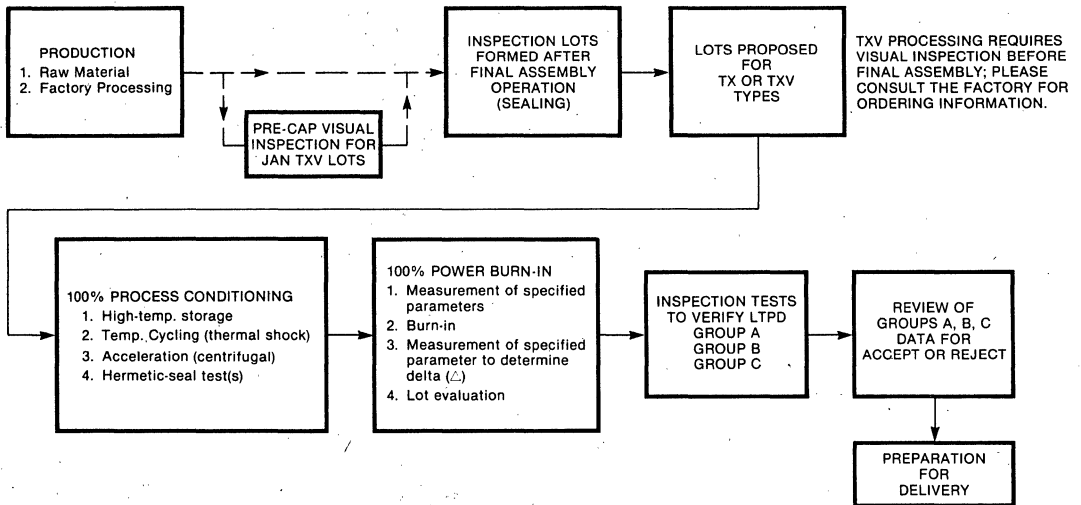 PRODUCTION
1. Raw Material
2. Factory Processing
PRE-CAP VISUAL
INSPECTION FOR
JAN TXV LOTS
INSPECTION LOTS
FORMED AFTER
FINAL ASSEMBLY
OPERATION
(SEALING)
LOTS PROPOSED
FOR
TX OR TXV
TYPES
TXV PROCESSING REQUIRES
VISUAL INSPECTION BEFORE
FINAL ASSEMBLY; PLEASE
CONSULT THE FACTORY FOR
ORDERING INFORMATION.
100% PROCESS CONDITIONING
1. High-temp. storage
2. Temp. Cycling (thermal shock)
3. Acceleration (centrifugal)
4. Hermetic-seal test(s)
100% POWER BURN-IN
1. Measurement of specified
parameters
2. Burn-in
3. Measurement of specified
parameter to determine
delta (△)
4. Lot evaluation
INSPECTION TESTS
TO VERIFY LTPD
GROUP A
GROUP B
GROUP C
REVIEW OF
GROUPS A, B, C
DATA FOR
ACCEPT OR REJECT
PREPARATION
FOR
DELIVERY